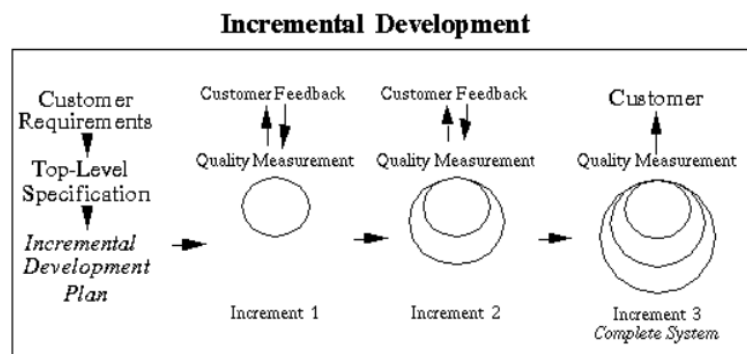 Incremental Development
Customer
Requirements
Top-Level
Specification
Incremental
Development
Plan
Customer Feedback
Quality Measurement
Increment 1
Customer Feedback
Quality Measurement
Increment 2
Customer
Quality Measurement
Increment 3
Complete System